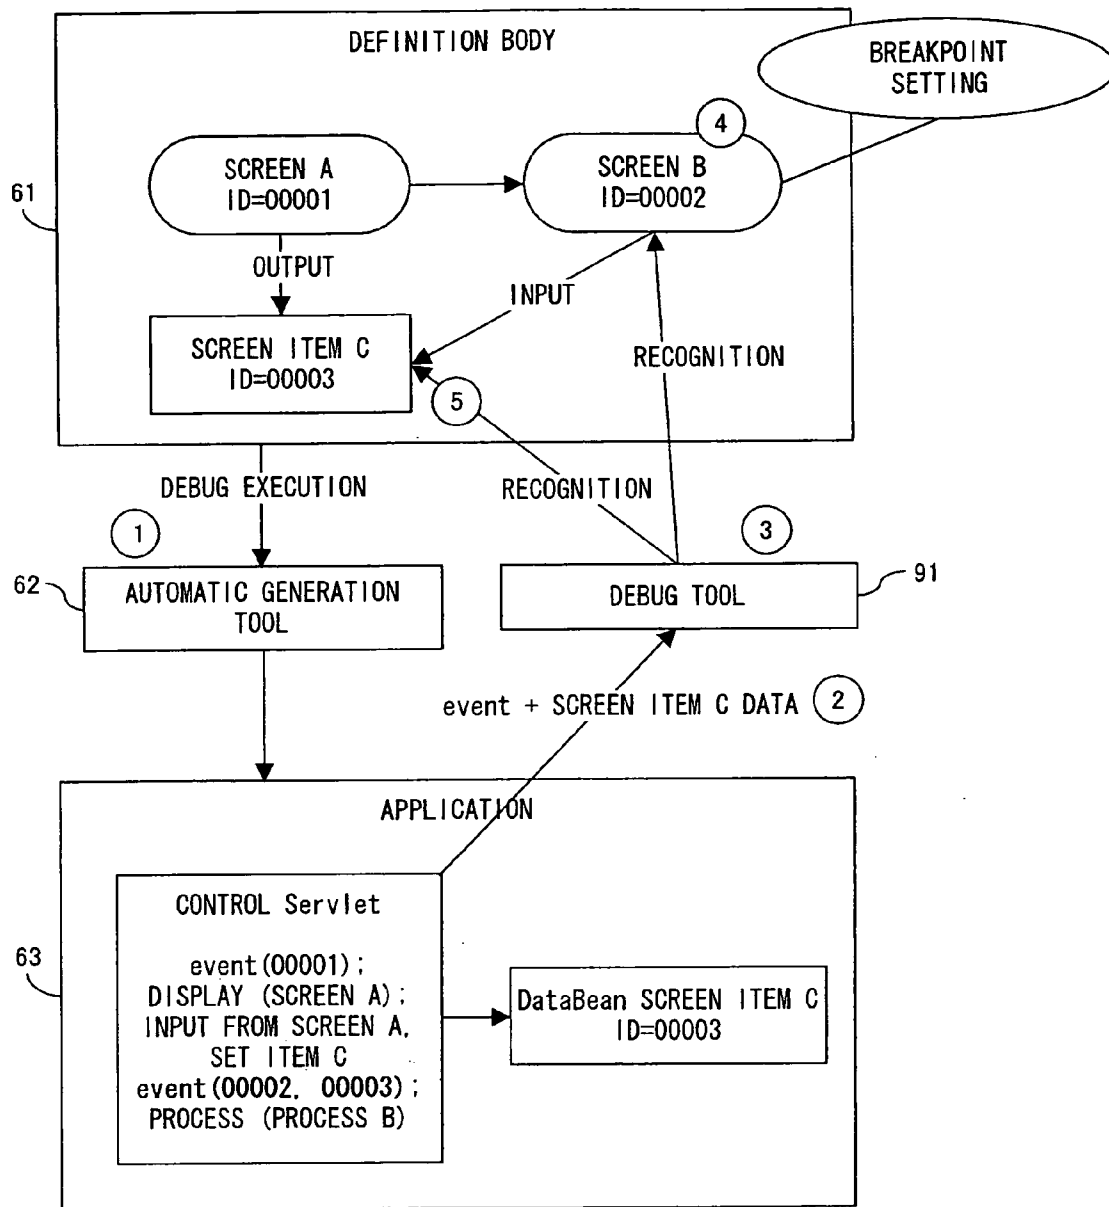 DEFINITION BODY
BREAKPOINT
SETTING
4
SCREEN A
ID=00001
SCREEN B
ID=00002
61
OUTPUT
INPUT
SCREEN ITEM C
ID=00003
RECOGNITION
5
DEBUG EXECUTION
RECOGNITION
1
3
62
AUTOMATIC GENERATION
TOOL
DEBUG TOOL
91
event + SCREEN ITEM C DATA
2
APPLICATION
CONTROL Servlet
63
event(00001);
DISPLAY (SCREEN A);
INPUT FROM SCREEN A,
SET ITEM C
event(00002, 00003);
PROCESS (PROCESS B)
DataBean SCREEN ITEM C
ID=00003